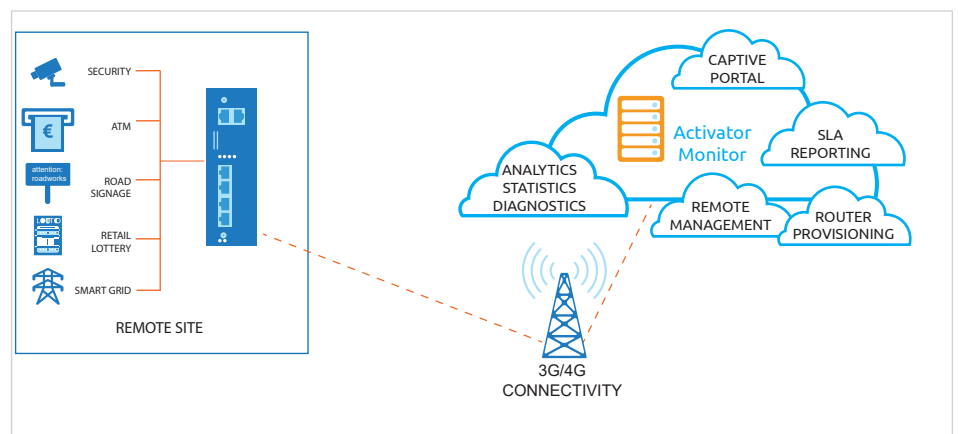 SECURITY
ATM
€
attention:
roadworks
ROAD
SIGNAGE
RETAIL
LOTTERY
SMART GRID
REMOTE SITE
3G/4G
CONNECTIVITY
CAPTIVE
PORTAL
Activator
Monitor
SLA
REPORTING
ANALYTICS
STATISTICS
DIAGNOSTICS
REMOTE
MANAGEMENT
ROUTER
PROVISIONING